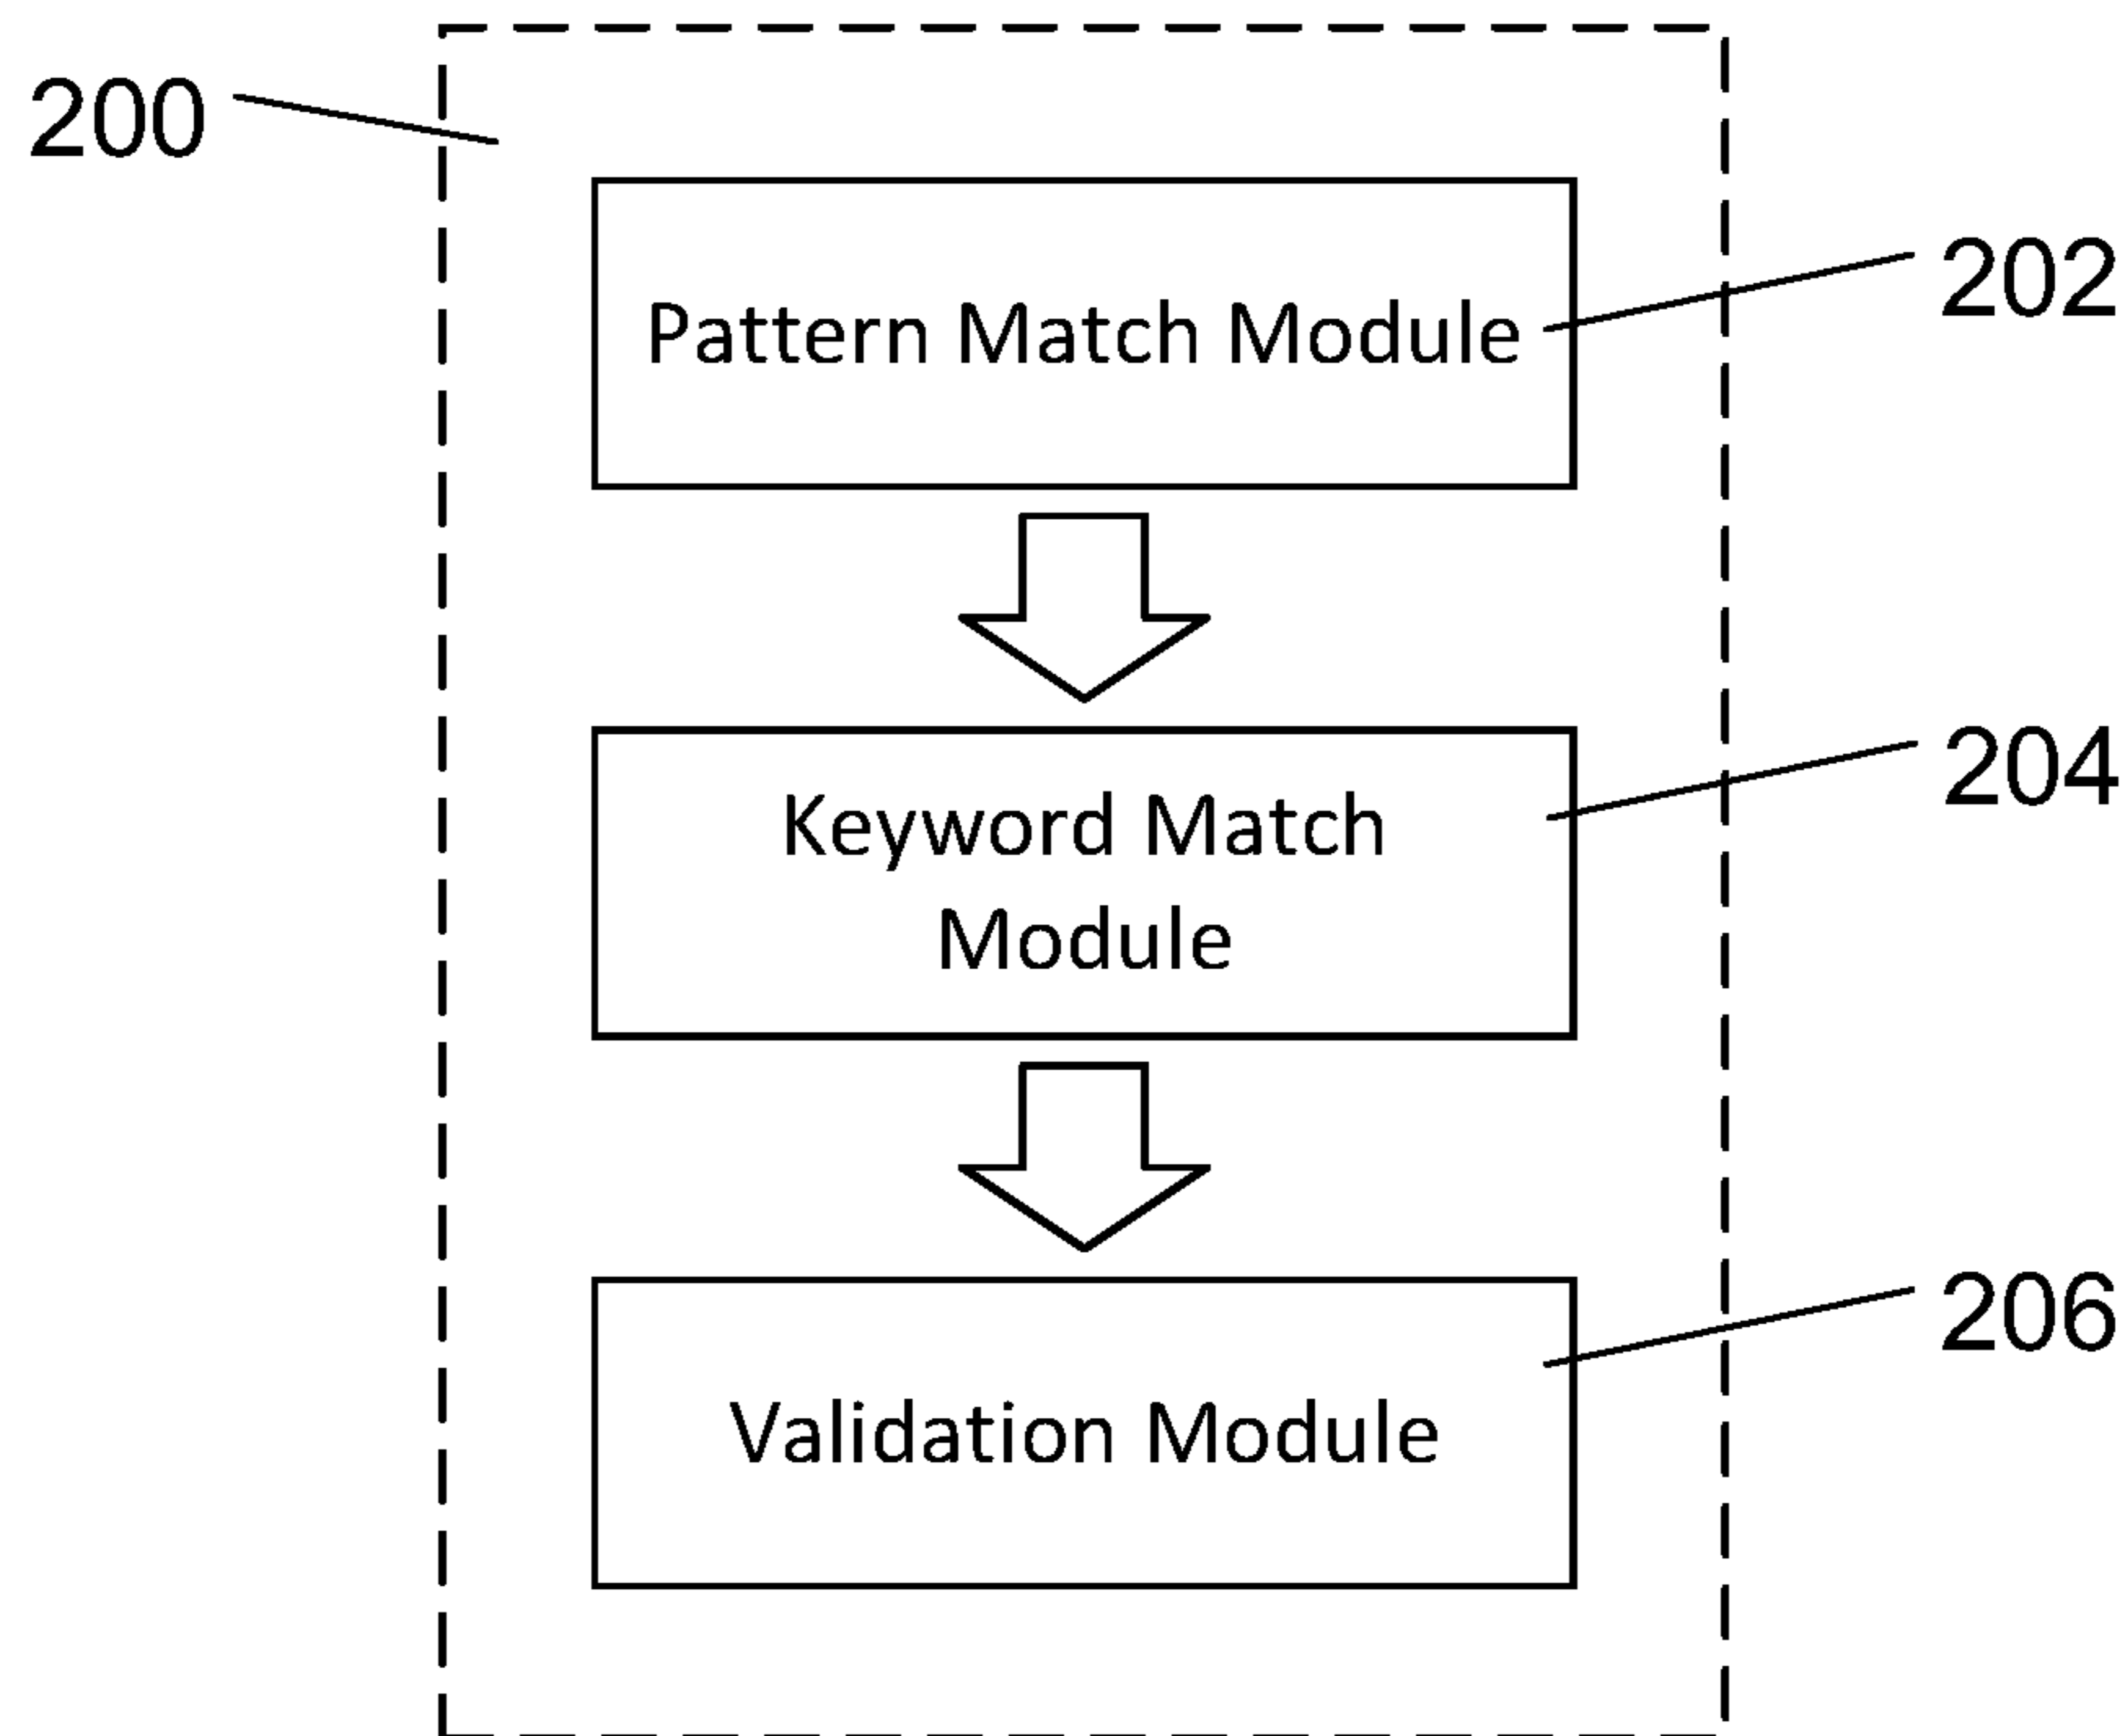 200
Pattern Match Module
202
Keyword Match
Module
204
Validation Module
206